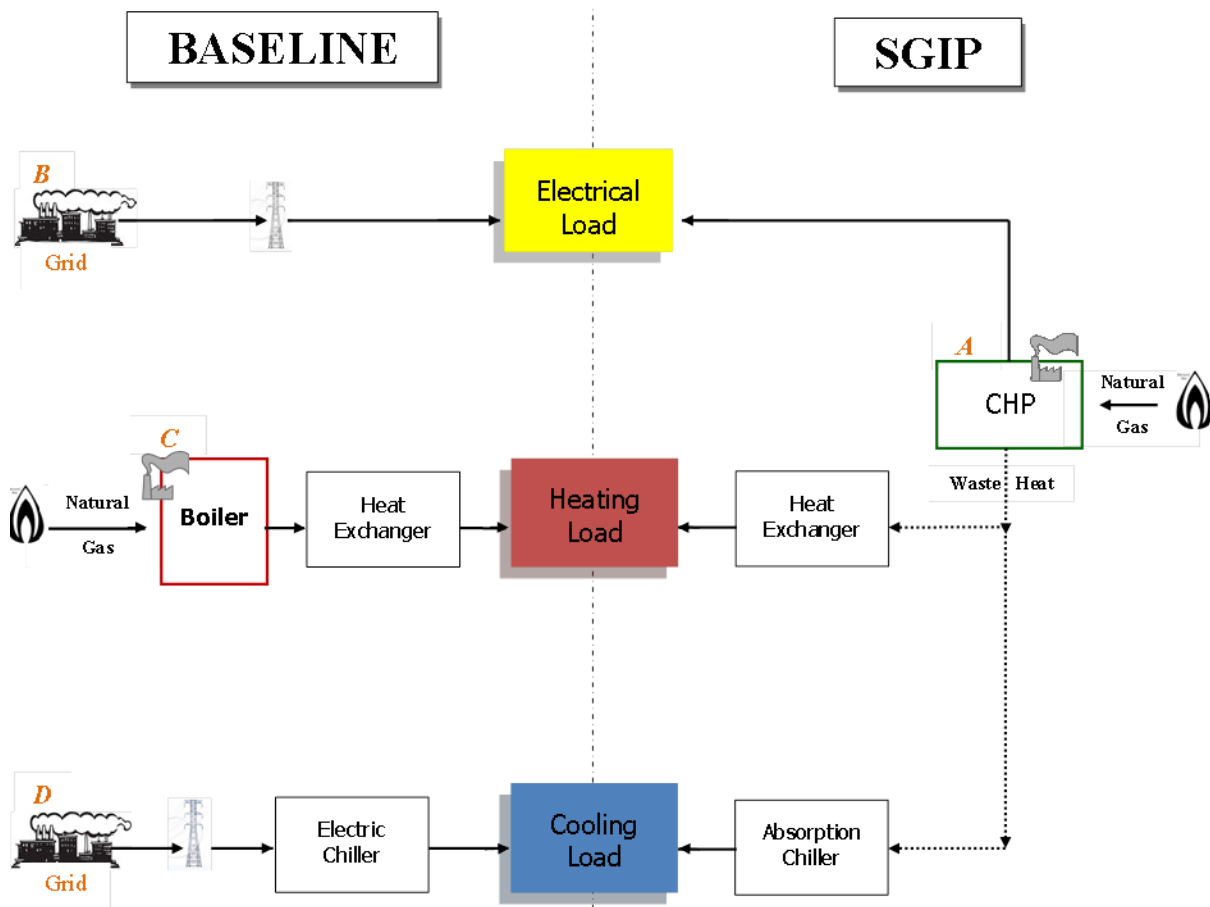 BASELINE
SGIP
B
Grid
Electrical
Load
A
CHP
Natural
Gas
Waste Heat
C
Natural
Gas
Boiler
Heat
Exchanger
Heating
Load
Heat
Exchanger
D
Grid
Electric
Chiller
Cooling
Load
Absorption
Chiller